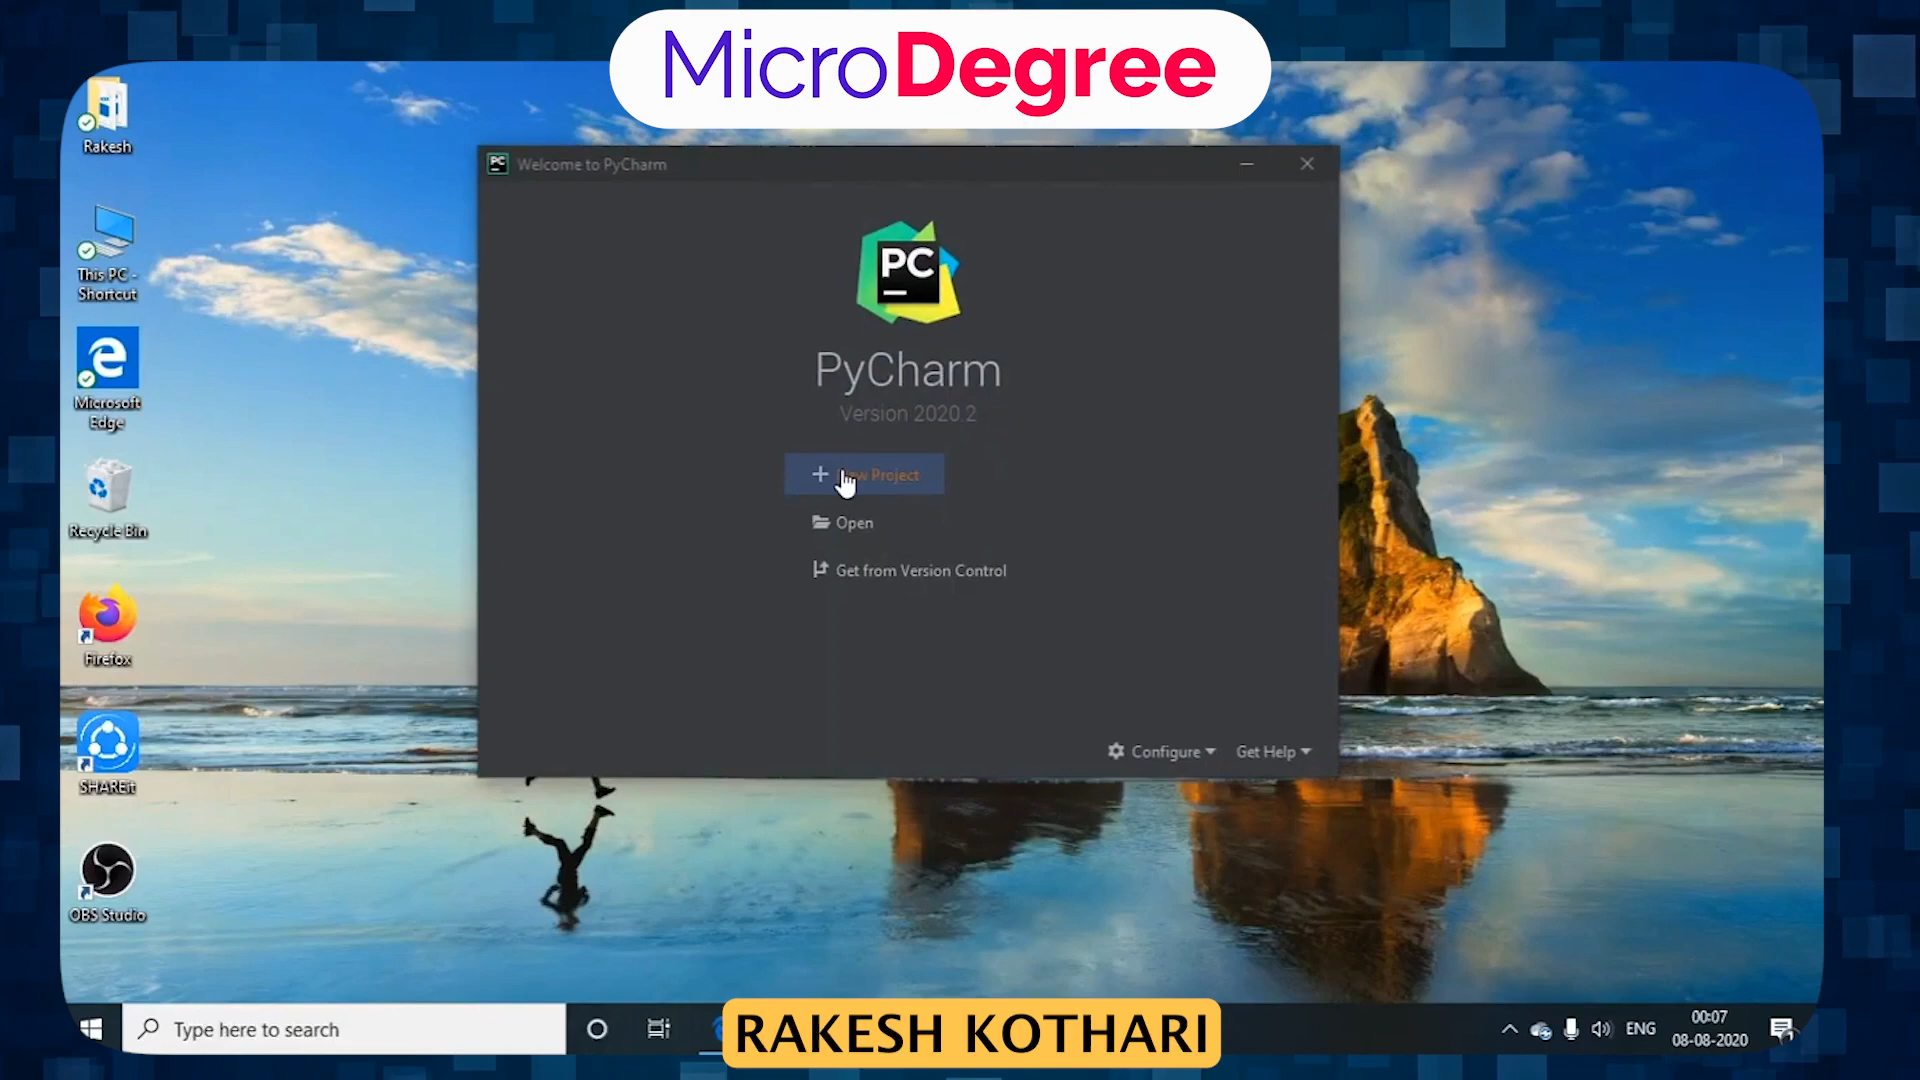 MicroDegree
Rakesh
This PC -
Shortcut
Microsoft
Edge
Recycle Bin
Firefox
SHAREit
OBS Studio
PC Welcome to PyCharm
PC
PyCharm
Version 2020.2
Project
Open
Get from Version Control
Configure
Get Help
Type here to search
RAKESH KOTHARI
ENG
00:07
08-08-2020